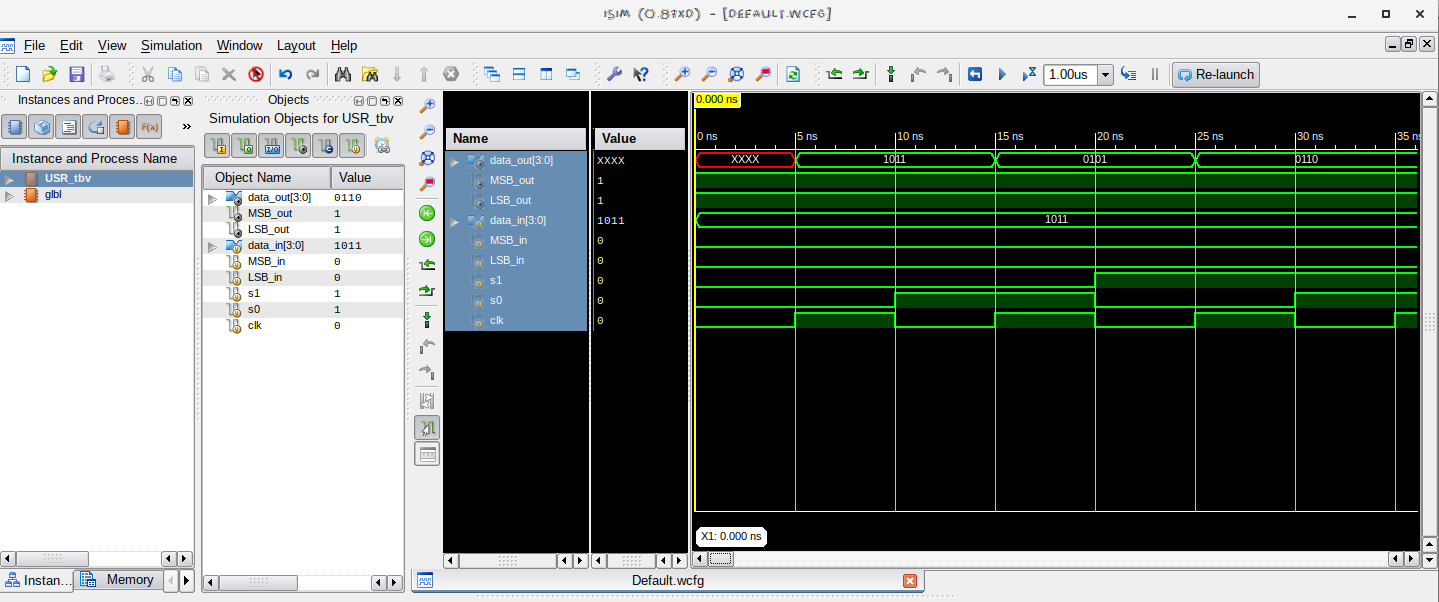 ISIM (O.87XD) - [DEFAULT.WCFG]
File Edit View Simulation Window Layout Help
1.00us Re-launch
Instances and Proces...
F(x) »
Instance and Process Name
USR_tbv
glbl
Instan... Memory
Objects
Simulation Objects for USR_tbv
Object Name Value
data_out[3:0] 0110
MSB_out 1
LSB_out 1
data_in[3:0] 1011
MSB_in 0
LSB_in 0
s1 1
s0 1
clk 0
Name Value
data_out[3:0] XXXX
MSB_out 1
LSB_out 1
data_in[3:0] 1011
MSB_in 0
LSB_in 0
s1 0
s0 0
clk 0
0.000 ns
0 ns 5 ns 10 ns 15 ns 20 ns 25 ns 30 ns 35 n
XXXX 1011 0101 0110
1011
X1: 0.000 ns
Default.wcfg